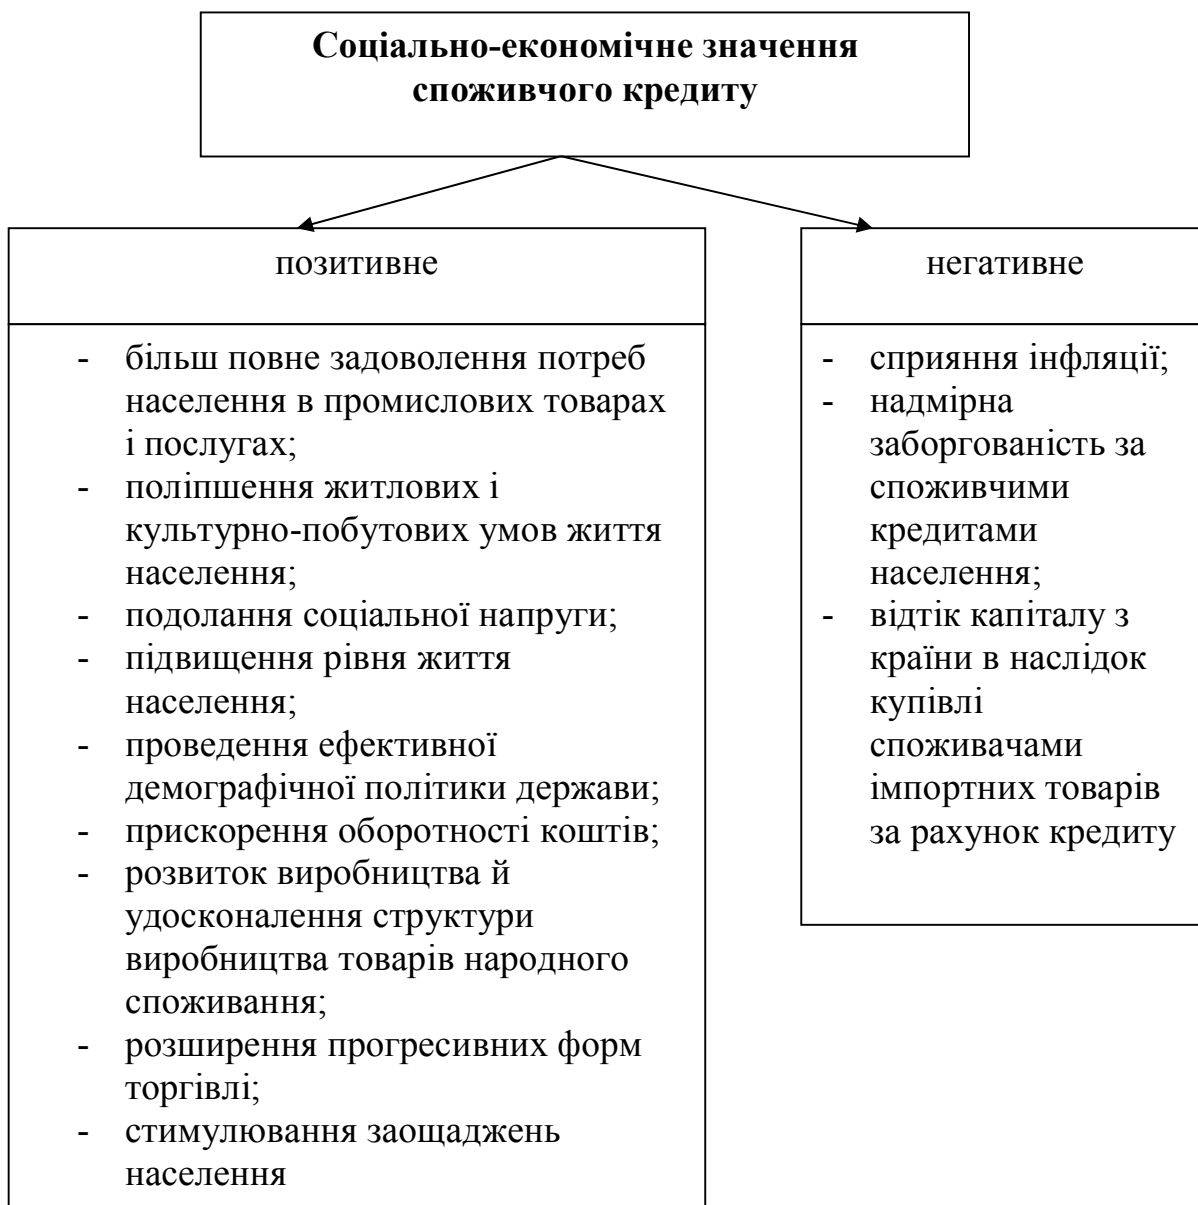 Соціально-економічне значення
споживчого кредиту
позитивне
- більш повне задоволення потреб
населення в промислових товарах
і послугах;
- поліпшення житлових і
культурно-побутових умов життя
населення;
- подолання соціальної напруги;
- підвищення рівня життя
населення;
- проведення ефективної
демографічної політики держави;
- прискорення оборотності коштів;
- розвиток виробництва й
удосконалення структури
виробництва товарів народного
споживання;
- розширення прогресивних форм
торгівлі;
- стимулювання заощаджень
населення
негативне
- сприяння інфляції;
- надмірна
заборгованість за
споживчими
кредитами
населення;
- відтік капіталу з
країни в наслідок
купівлі
споживачами
імпортних товарів
за рахунок кредиту